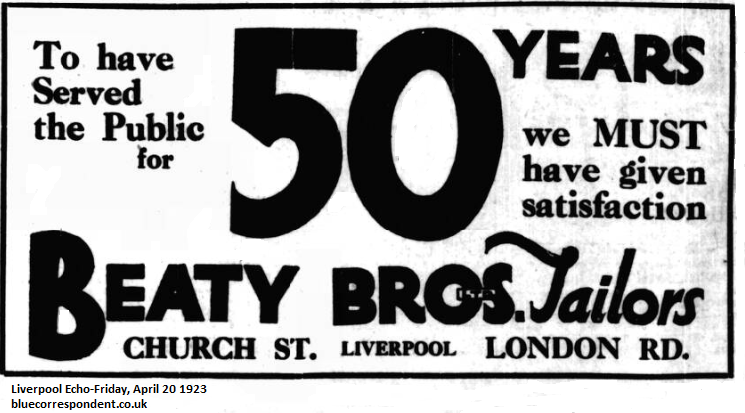 To have
Served
the Public
for
50
YEARS
we MUST
have given
satisfaction
BEATY BROS. LTD. Tailors
CHURCH ST. LIVERPOOL LONDON RD.
Liverpool Echo-Friday, April 20 1923
bluecorrespondent.co.uk